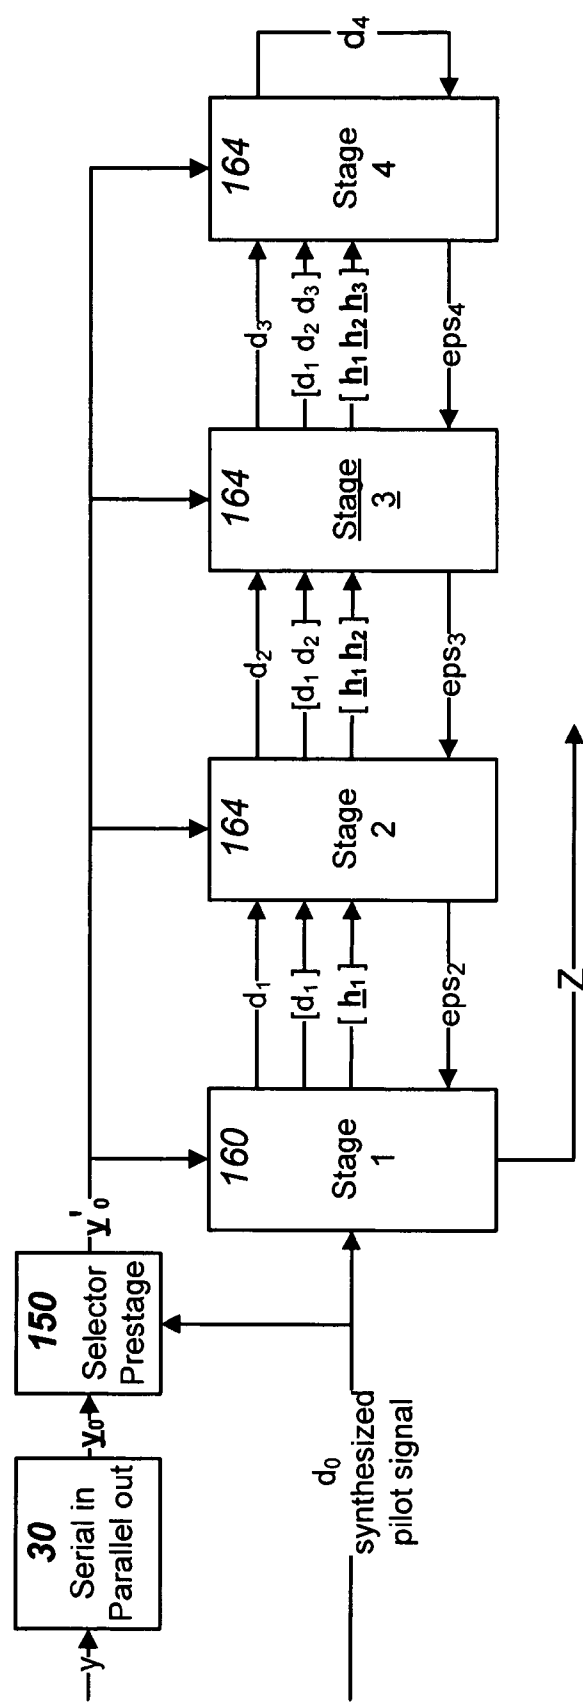 y
30
Serial in
Parallel out
y₀
150
Selector
Prestage
y'₀
d₀
synthesized
pilot signal
160
Stage
1
d₁
[d₁ ]
[ h₁ ]
eps₂
Z
164
Stage
2
d₂
[d₁ d₂ ]
[ h₁ h₂ ]
eps₃
164
Stage
3
d₃
[d₁ d₂ d₃ ]
[ h₁ h₂ h₃ ]
eps₄
164
Stage
4
d₄